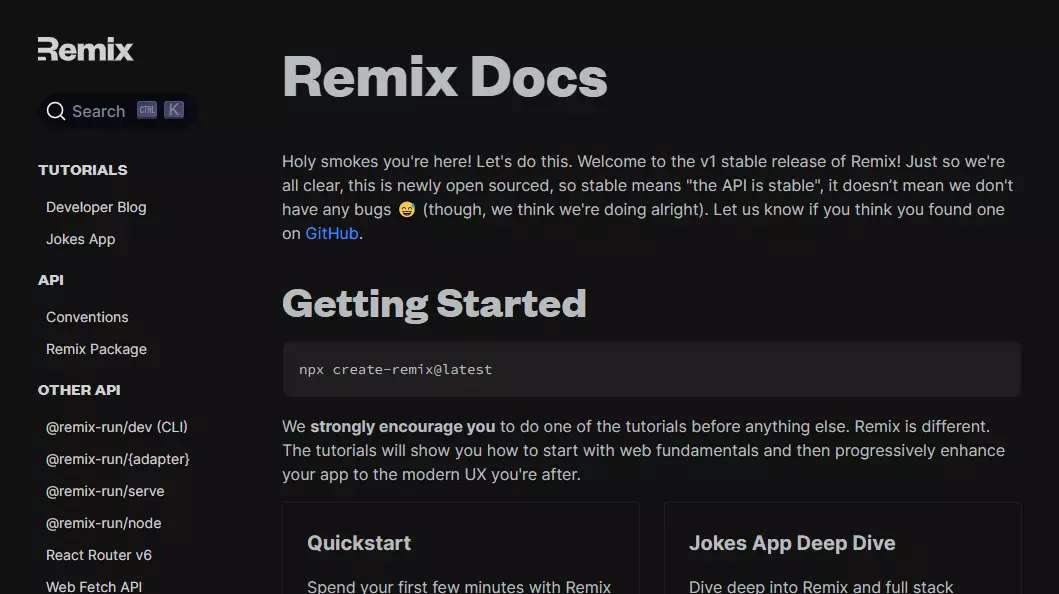 Remix
Search CTRL K
TUTORIALS
Developer Blog
Jokes App
API
Conventions
Remix Package
OTHER API
@remix-run/dev (CLI)
@remix-run/{adapter}
@remix-run/serve
@remix-run/node
React Router v6
Web Fetch API
Remix Docs
Holy smokes you're here! Let's do this. Welcome to the v1 stable release of Remix! Just so we're
all clear, this is newly open sourced, so stable means "the API is stable", it doesn’t mean we don't
have any bugs 😅 (though, we think we're doing alright). Let us know if you think you found one
on GitHub.
Getting Started
npx create-remix@latest
We strongly encourage you to do one of the tutorials before anything else. Remix is different.
The tutorials will show you how to start with web fundamentals and then progressively enhance
your app to the modern UX you're after.
Quickstart
Spend your first few minutes with Remix
Jokes App Deep Dive
Dive deep into Remix and full stack